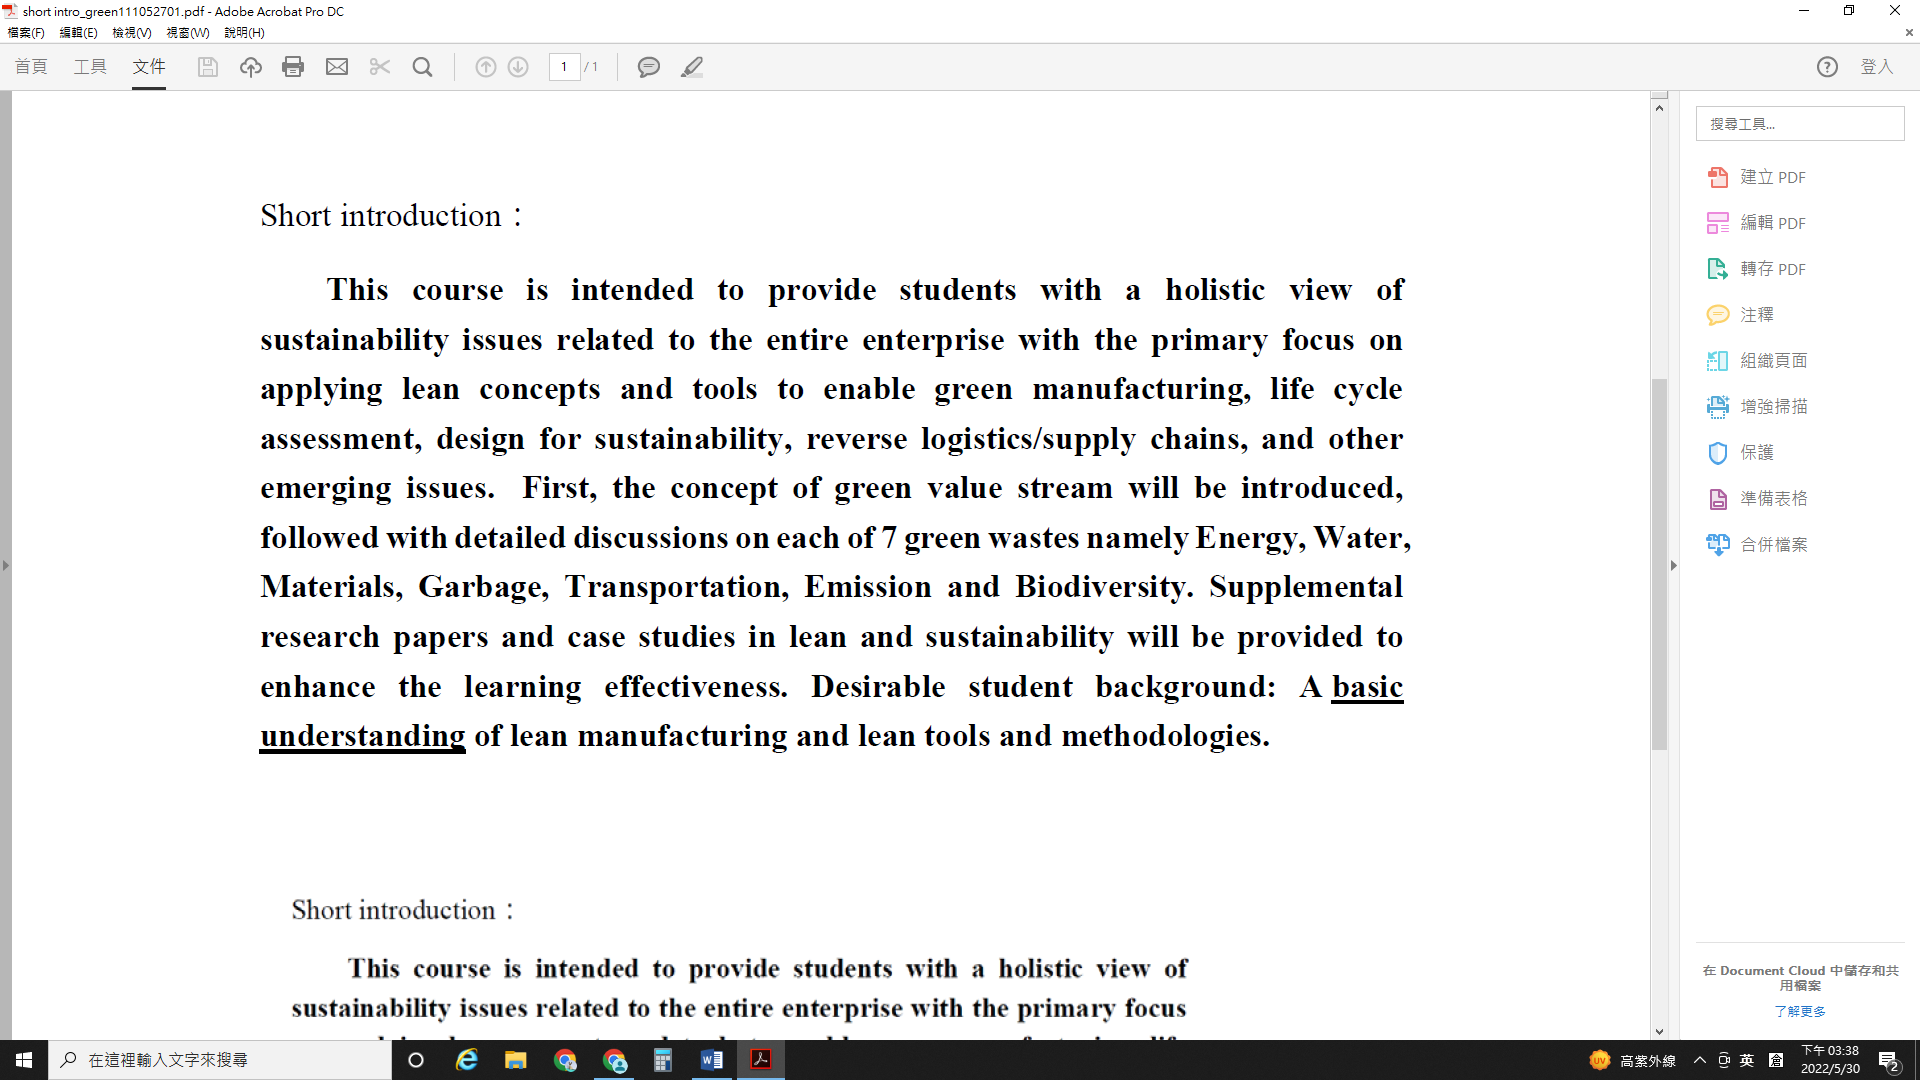 short intro_green111052701.pdf - Adobe Acrobat Pro DC
檔案(F) 編輯(E) 檢視(V) 視窗(W) 說明(H)
首頁 工具 文件 1 / 1 登入
搜尋工具...
建立 PDF
編輯 PDF
轉存 PDF
注釋
組織頁面
增強掃描
保護
準備表格
合併檔案
在 Document Cloud 中儲存和共
用檔案
了解更多
Short introduction：
This course is intended to provide students with a holistic view of
sustainability issues related to the entire enterprise with the primary focus on
applying lean concepts and tools to enable green manufacturing, life cycle
assessment, design for sustainability, reverse logistics/supply chains, and other
emerging issues. First, the concept of green value stream will be introduced,
followed with detailed discussions on each of 7 green wastes namely Energy, Water,
Materials, Garbage, Transportation, Emission and Biodiversity. Supplemental
research papers and case studies in lean and sustainability will be provided to
enhance the learning effectiveness. Desirable student background: A basic
understanding of lean manufacturing and lean tools and methodologies.
Short introduction：
This course is intended to provide students with a holistic view of
sustainability issues related to the entire enterprise with the primary focus
在這裡輸入文字來搜尋
UV 高紫外線 英 倉 下午 03:38
2022/5/30 2